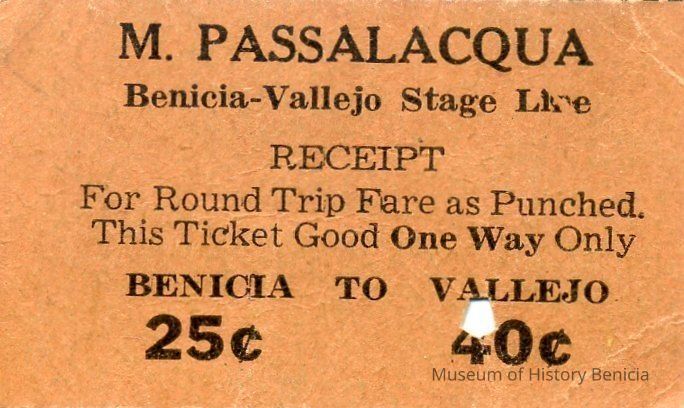 M. PASSALACQUA
Benicia-Vallejo Stage Line
RECEIPT
For Round Trip Fare as Punched.
This Ticket Good One Way Only
BENICIA TO VALLEJO
25¢ 40¢
Museum of History Benicia